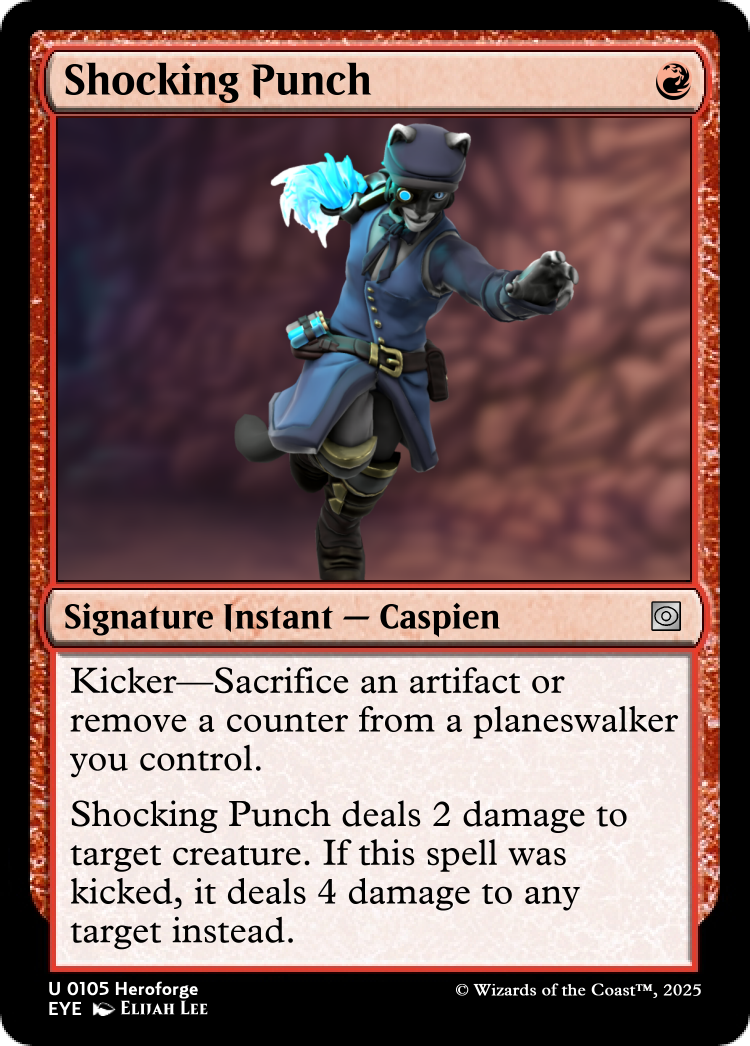 Shocking Punch
Signature Instant — Caspien
Kicker—Sacrifice an artifact or
remove a counter from a planeswalker
you control.
Shocking Punch deals 2 damage to
target creature. If this spell was
kicked, it deals 4 damage to any
target instead.
U 0105 Heroforge
EYE Elijah Lee
© Wizards of the Coast™, 2025